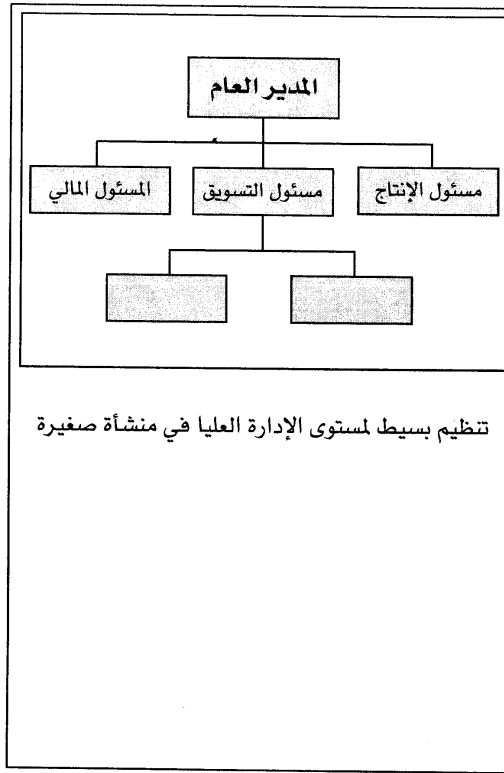 المدير العام
مسئول الإنتاج
مسئول التسويق
المسئول المالي
تنظيم بسيط لمستوى الإدارة العليا في منشأة صغيرة